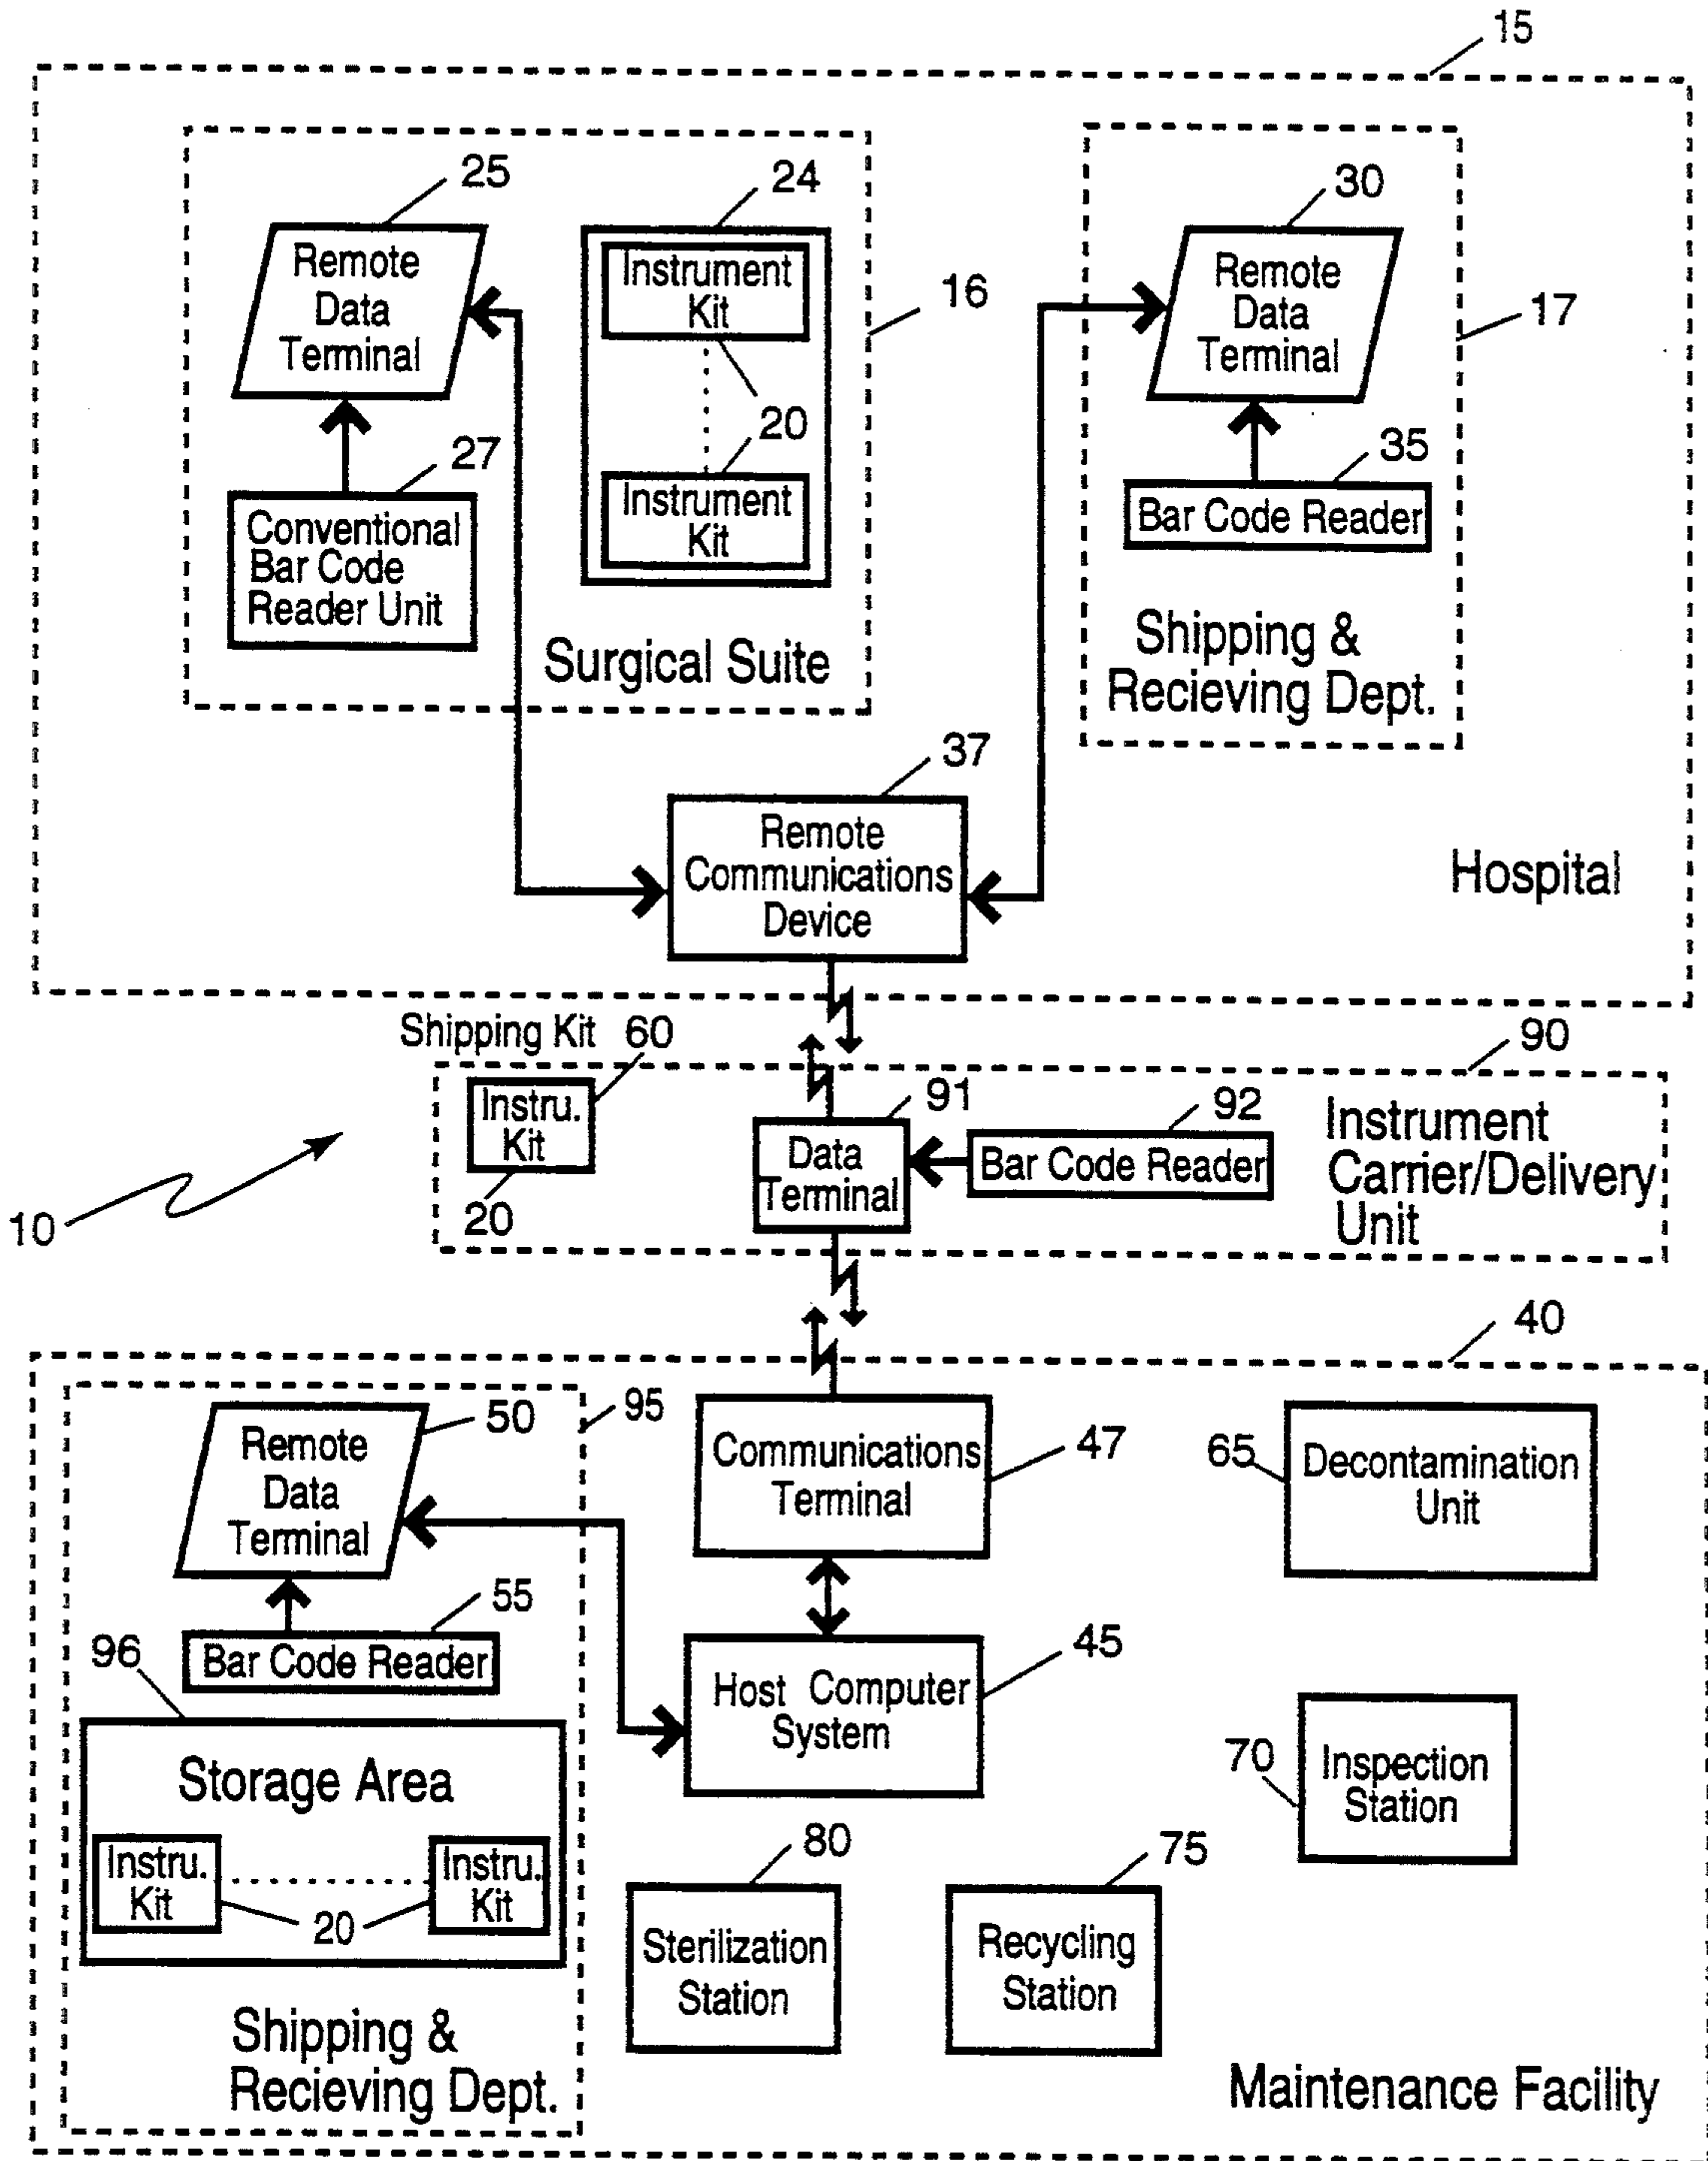 15
25
24
30
Remote
Data
Terminal
Instrument
Kit
16
Remote
Data
Terminal
17
20
27
35
Conventional
Bar Code
Reader Unit
Instrument
Kit
Bar Code Reader
Surgical Suite
Shipping &
Recieving Dept.
37
Remote
Communications
Device
Hospital
Shipping Kit 60
90
Instru.
Kit
20
91
Data
Terminal
92
Bar Code Reader
Instrument
Carrier/Delivery
Unit
10
40
50
95
Remote
Data
Terminal
Communications
Terminal
47
65
Decontamination
Unit
55
Bar Code Reader
96
Host Computer
System
45
Storage Area
70
Inspection
Station
Instru.
Kit
20
Instru.
Kit
80
75
Sterilization
Station
Recycling
Station
Shipping &
Recieving Dept.
Maintenance Facility